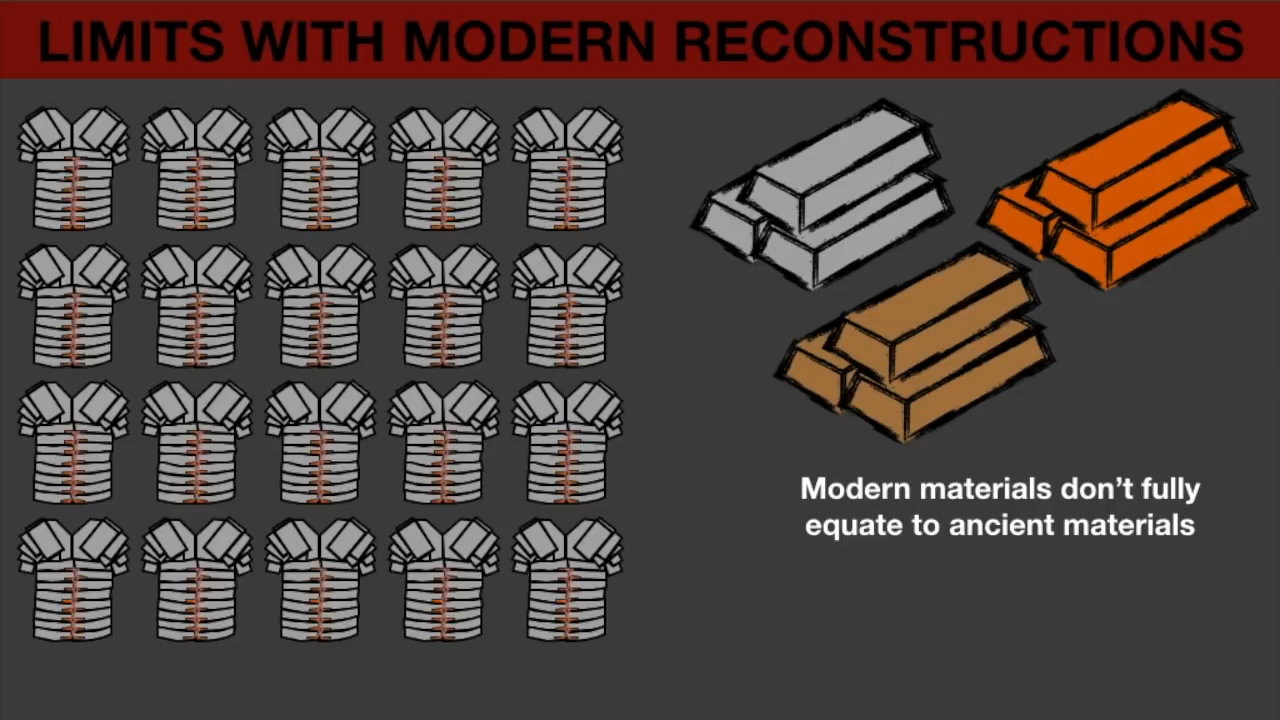 LIMITS WITH MODERN RECONSTRUCTIONS
Modern materials don’t fully
equate to ancient materials